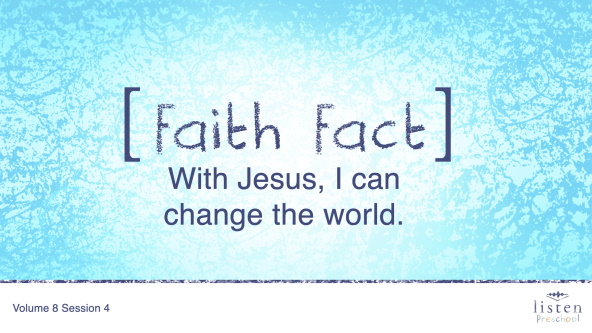 [Faith Fact]
With Jesus, I can
change the world.
Volume 8 Session 4
listen
Preschool